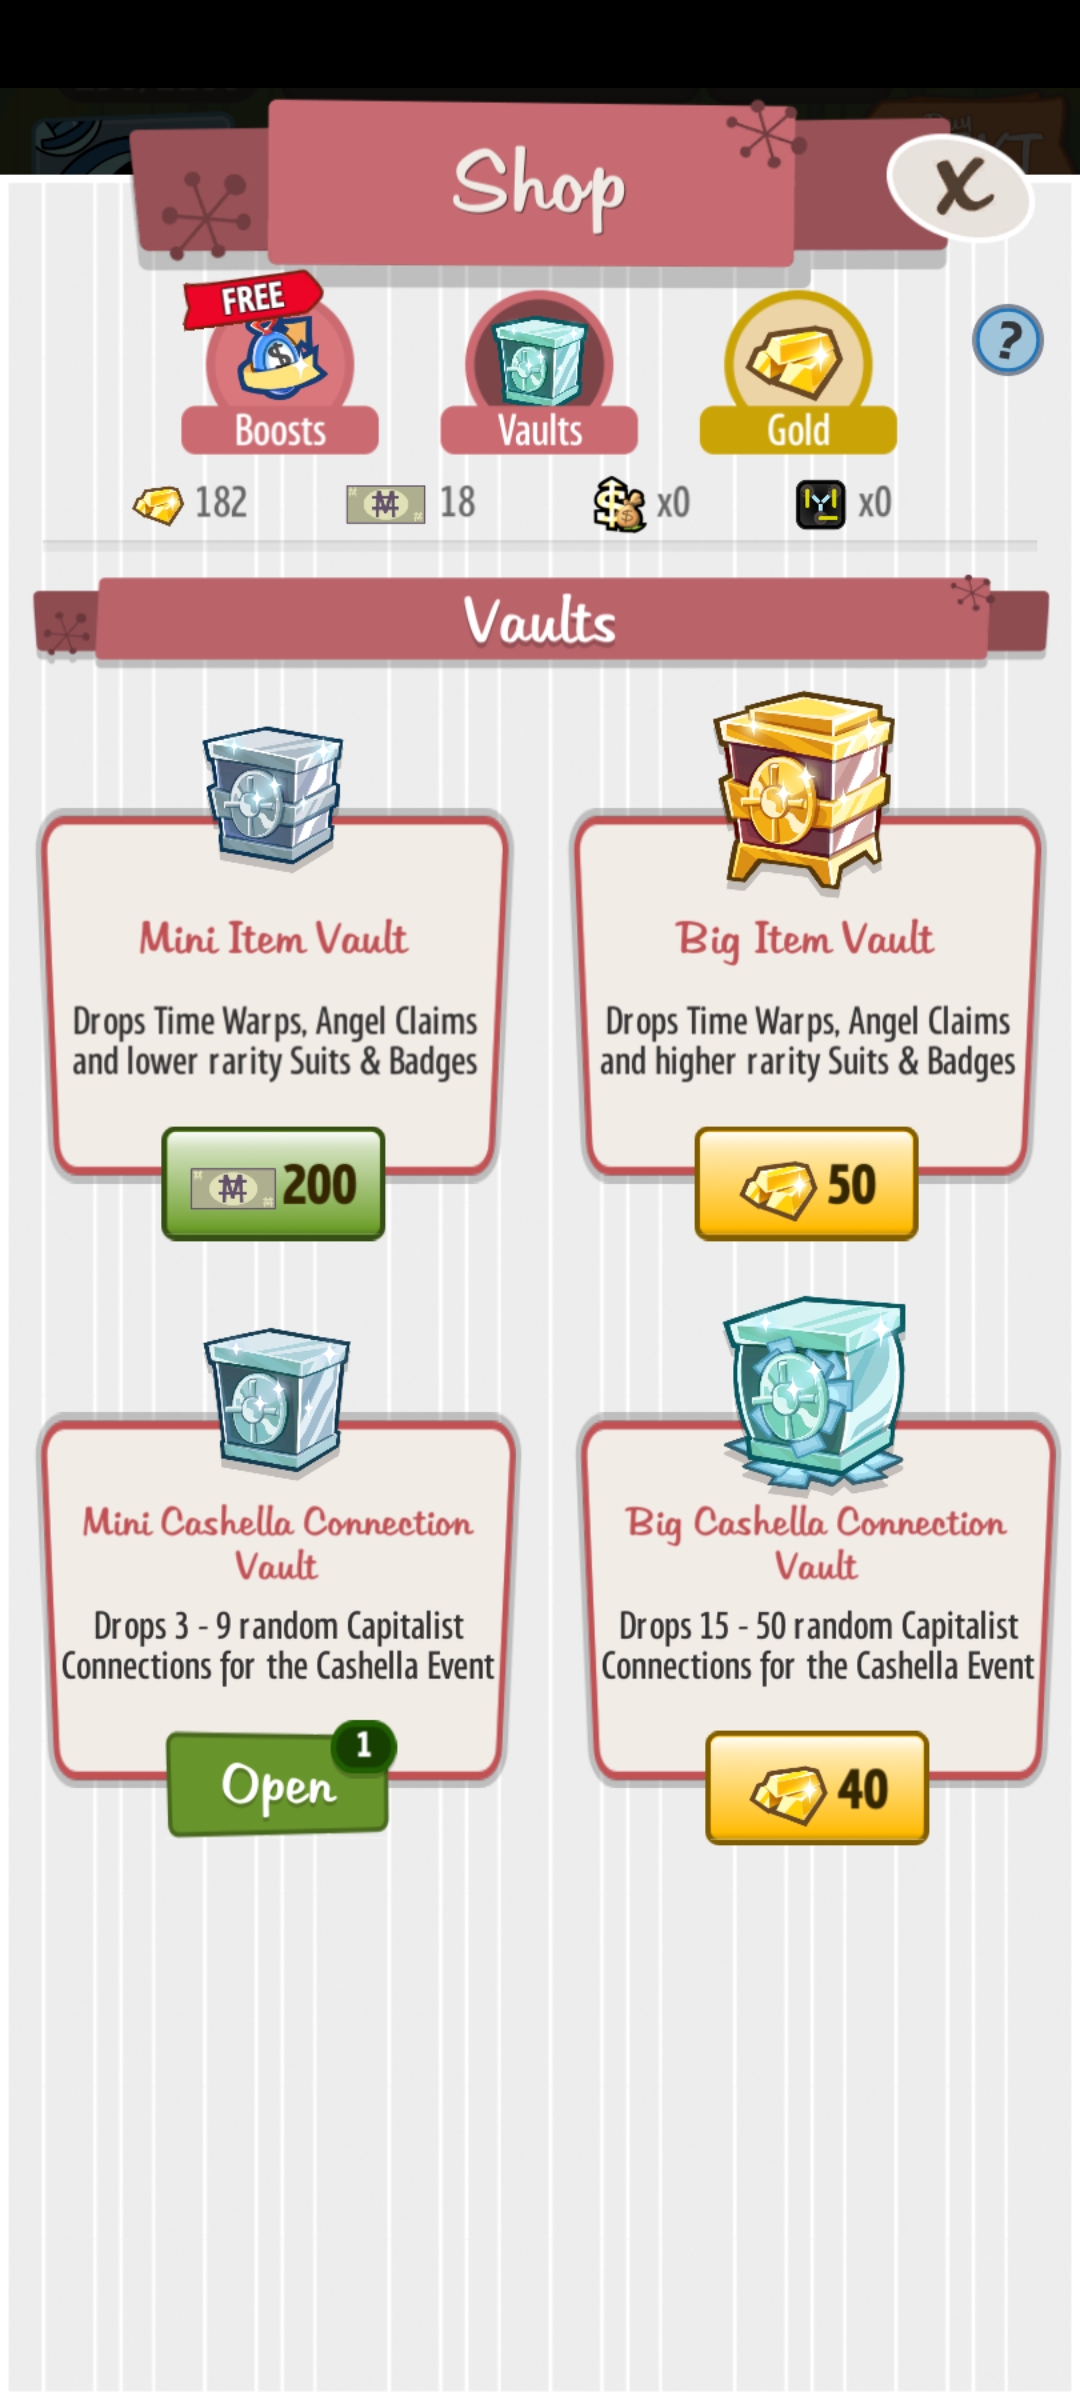 Shop
X
FREE
Boosts
Vaults
Gold
?
182
18
x0
x0
Vaults
Mini Item Vault
Drops Time Warps, Angel Claims
and lower rarity Suits & Badges
200
Big Item Vault
Drops Time Warps, Angel Claims
and higher rarity Suits & Badges
50
Mini Cashella Connection
Vault
Drops 3 - 9 random Capitalist
Connections for the Cashella Event
1
Open
Big Cashella Connection
Vault
Drops 15 - 50 random Capitalist
Connections for the Cashella Event
40